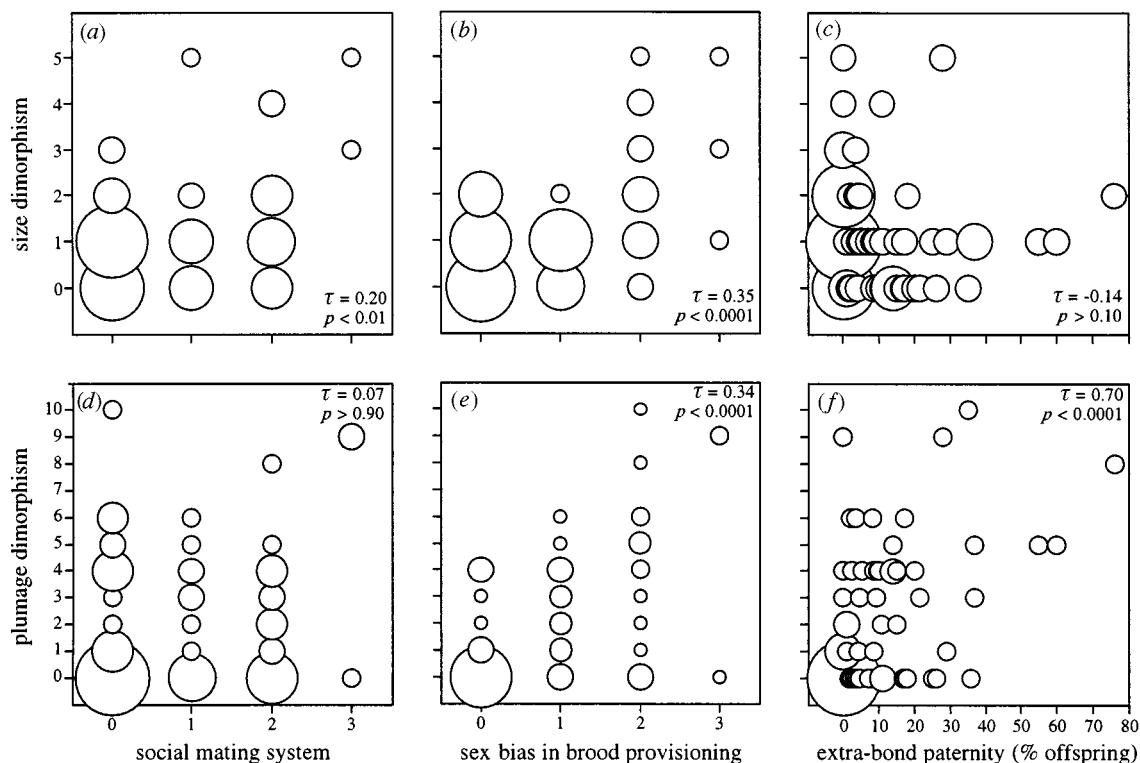 (a)
(b)
(c)
size dimorphism
5
4
3
2
1
0
τ = 0.20
p < 0.01
τ = 0.35
p < 0.0001
τ = -0.14
p > 0.10
(d)
(e)
(f)
plumage dimorphism
10
9
8
7
6
5
4
3
2
1
0
τ = 0.07
p > 0.90
τ = 0.34
p < 0.0001
τ = 0.70
p < 0.0001
0 1 2 3
0 1 2 3
0 10 20 30 40 50 60 70 80
social mating system
sex bias in brood provisioning
extra-bond paternity (% offspring)